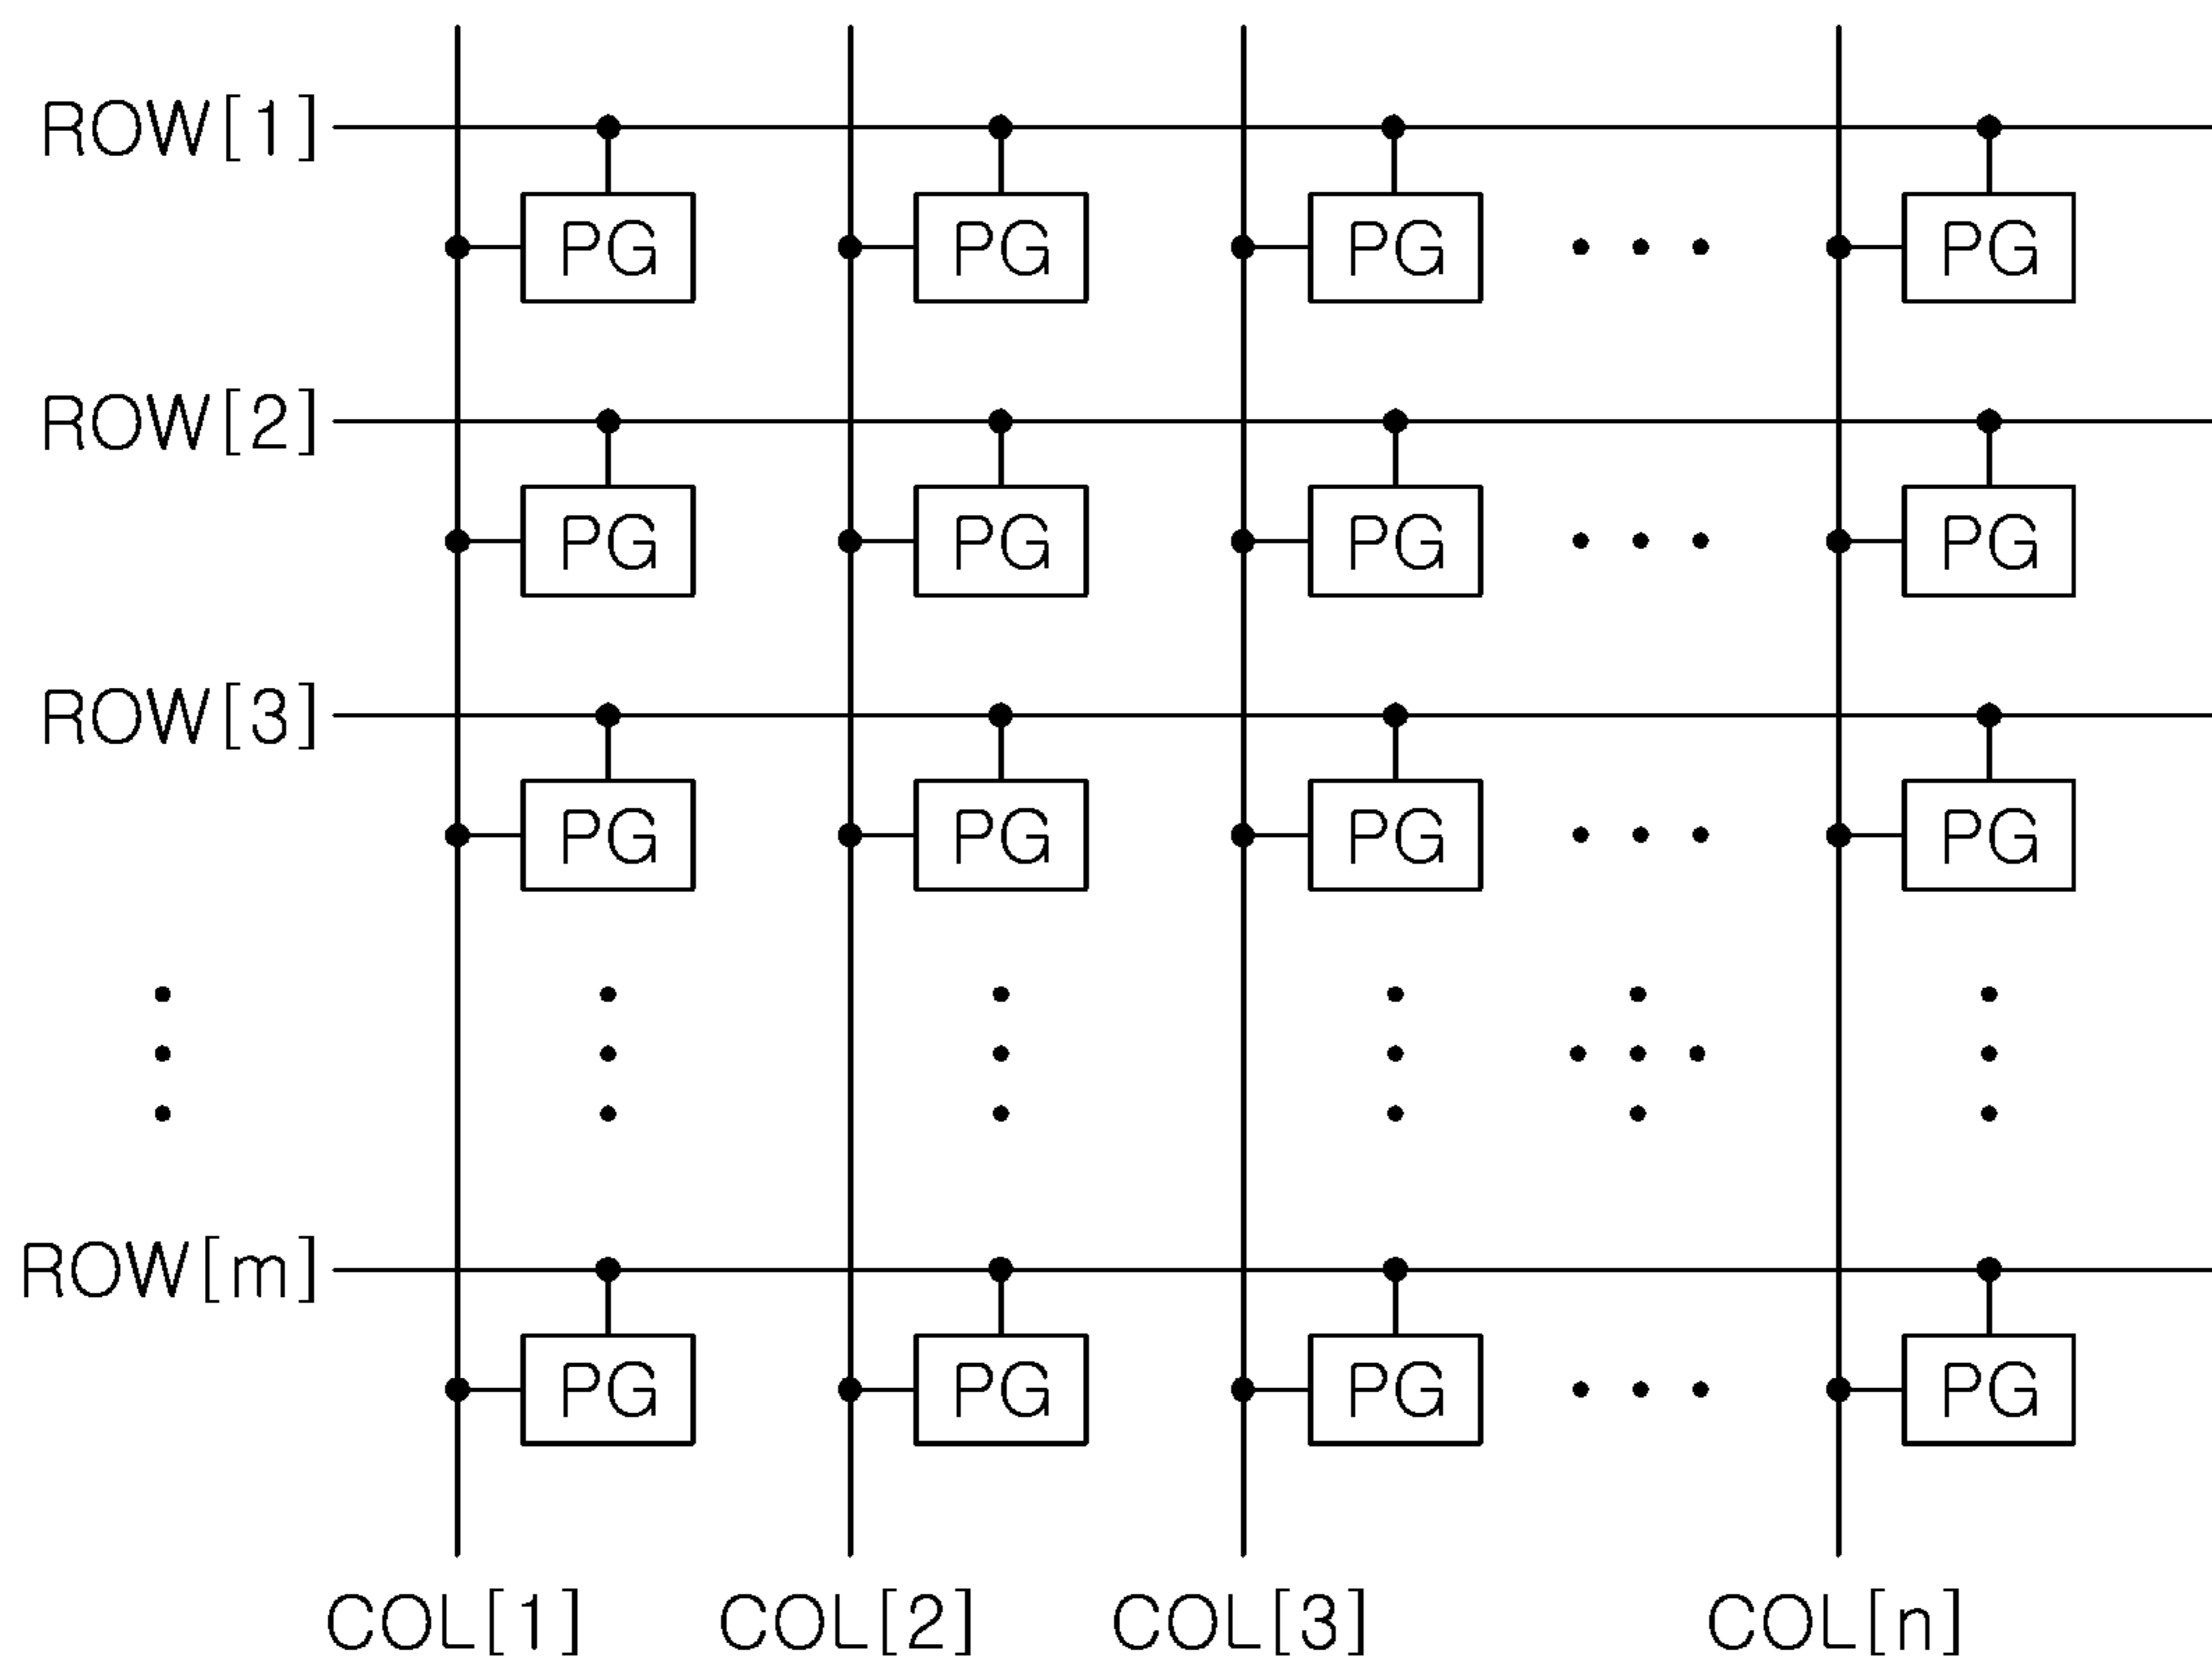 ROW[1]
PG PG PG PG
ROW[2]
PG PG PG PG
ROW[3]
PG PG PG PG
ROW[m]
PG PG PG PG
COL[1] COL[2] COL[3] COL[n]